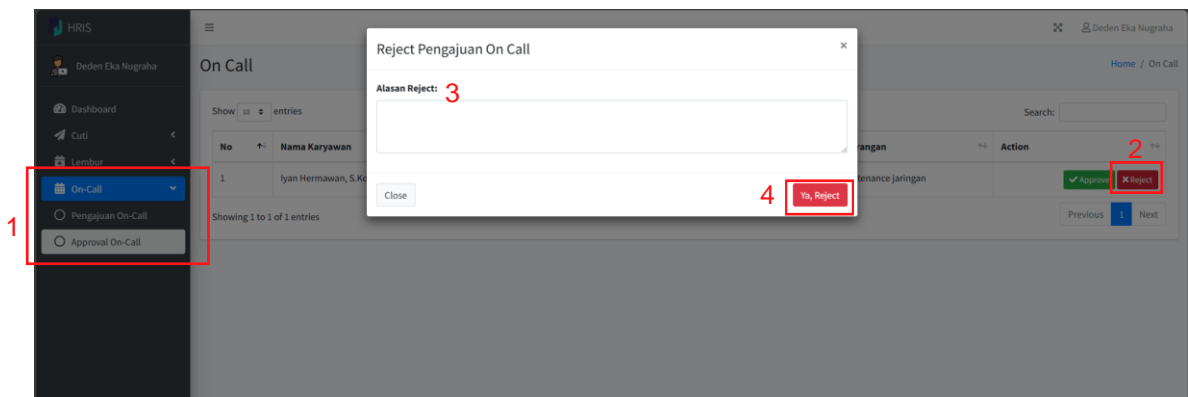 HRIS
Deden Eka Nugraha
Reject Pengajuan On Call
×
Deden Eka Nugraha
On Call
Home / On Call
Alasan Reject:
3
Dashboard
Cuti
Lembur
1
On-Call
Pengajuan On-Call
Approval On-Call
Show 10 entries
Search:
No
Nama Karyawan
rangan
Action
2
1
Iyan Hermawan, S.Ko
tenance jaringan
Approve
Reject
Close
4
Ya, Reject
Showing 1 to 1 of 1 entries
Previous 1 Next